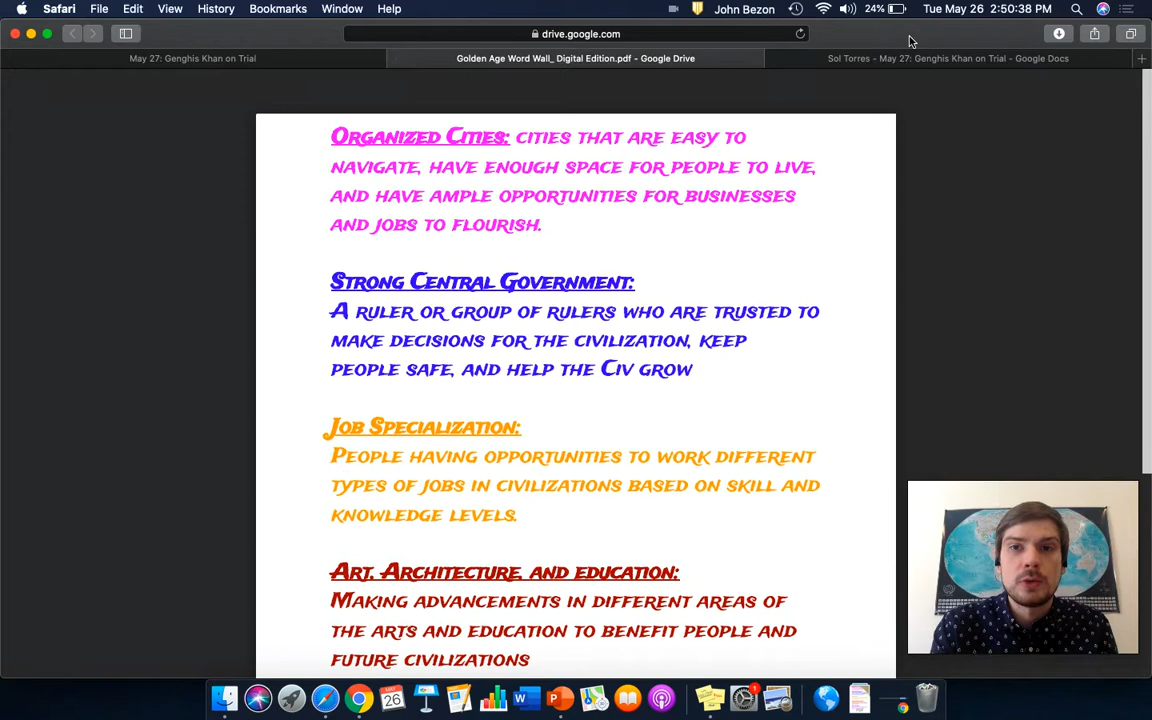 Safari File Edit View History Bookmarks Window Help John Bezon 24% Tue May 26 2:50:38 PM
drive.google.com
May 27: Genghis Khan on Trial Golden Age Word Wall_ Digital Edition.pdf - Google Drive Sol Torres - May 27: Genghis Khan on Trial - Google Docs
Organized Cities: cities that are easy to
navigate, have enough space for people to live,
and have ample opportunities for businesses
and jobs to flourish.
Strong Central Government:
A ruler or group of rulers who are trusted to
make decisions for the civilization, keep
people safe, and help the Civ grow
Job Specialization:
People having opportunities to work different
types of jobs in civilizations based on skill and
knowledge levels.
Art, Architecture, and education:
Making advancements in different areas of
the arts and education to benefit people and
future civilizations